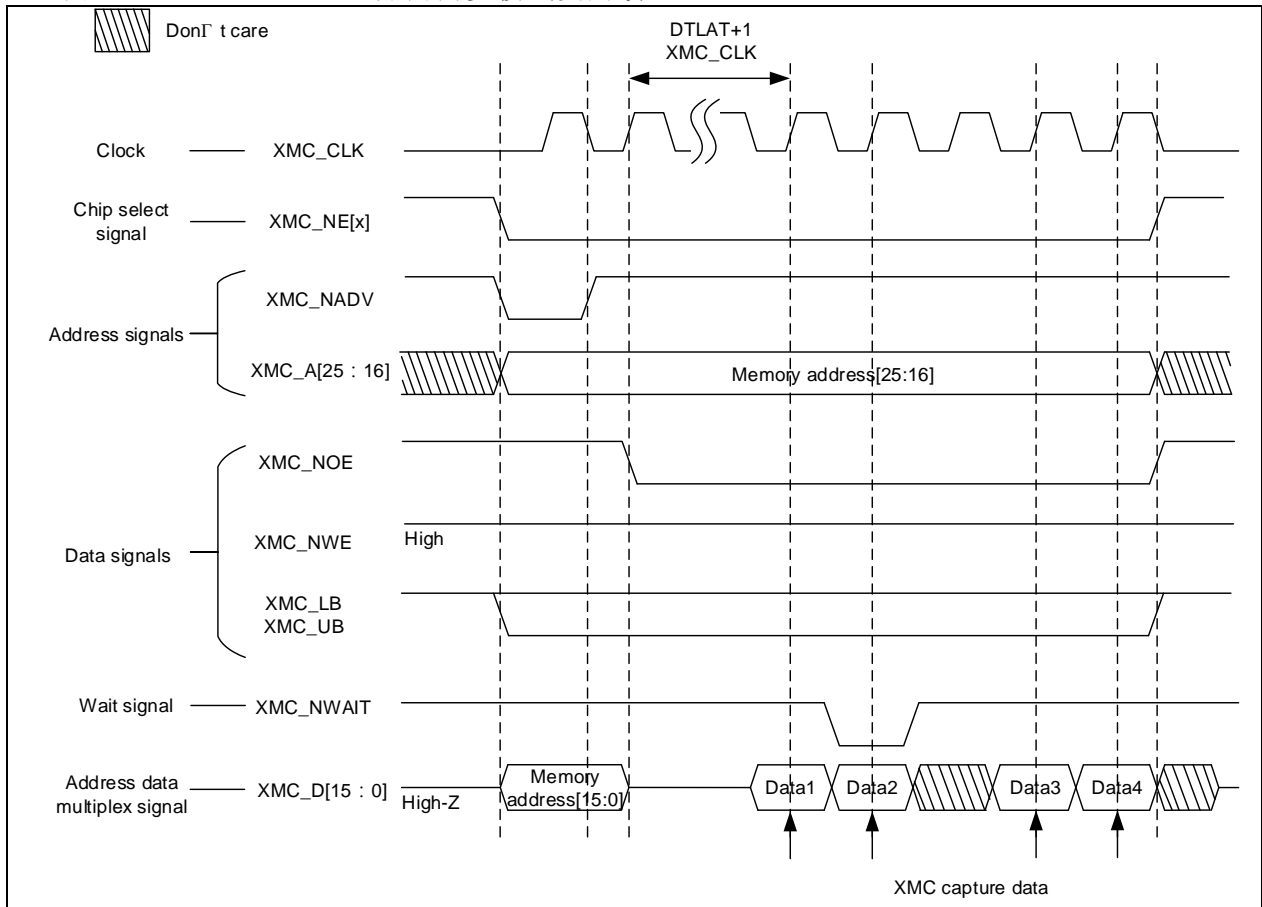 DonΓ t care
DTLAT+1
XMC_CLK
Clock
XMC_CLK
Chip select
signal
XMC_NE[x]
Address signals
XMC_NADV
XMC_A[25 : 16]
Memory address[25:16]
Data signals
XMC_NOE
XMC_NWE
High
XMC_LB
XMC_UB
Wait signal
XMC_NWAIT
Address data
multiplex signal
XMC_D[15 : 0]
High-Z
Memory
address[15:0]
Data1
Data2
Data3
Data4
XMC capture data